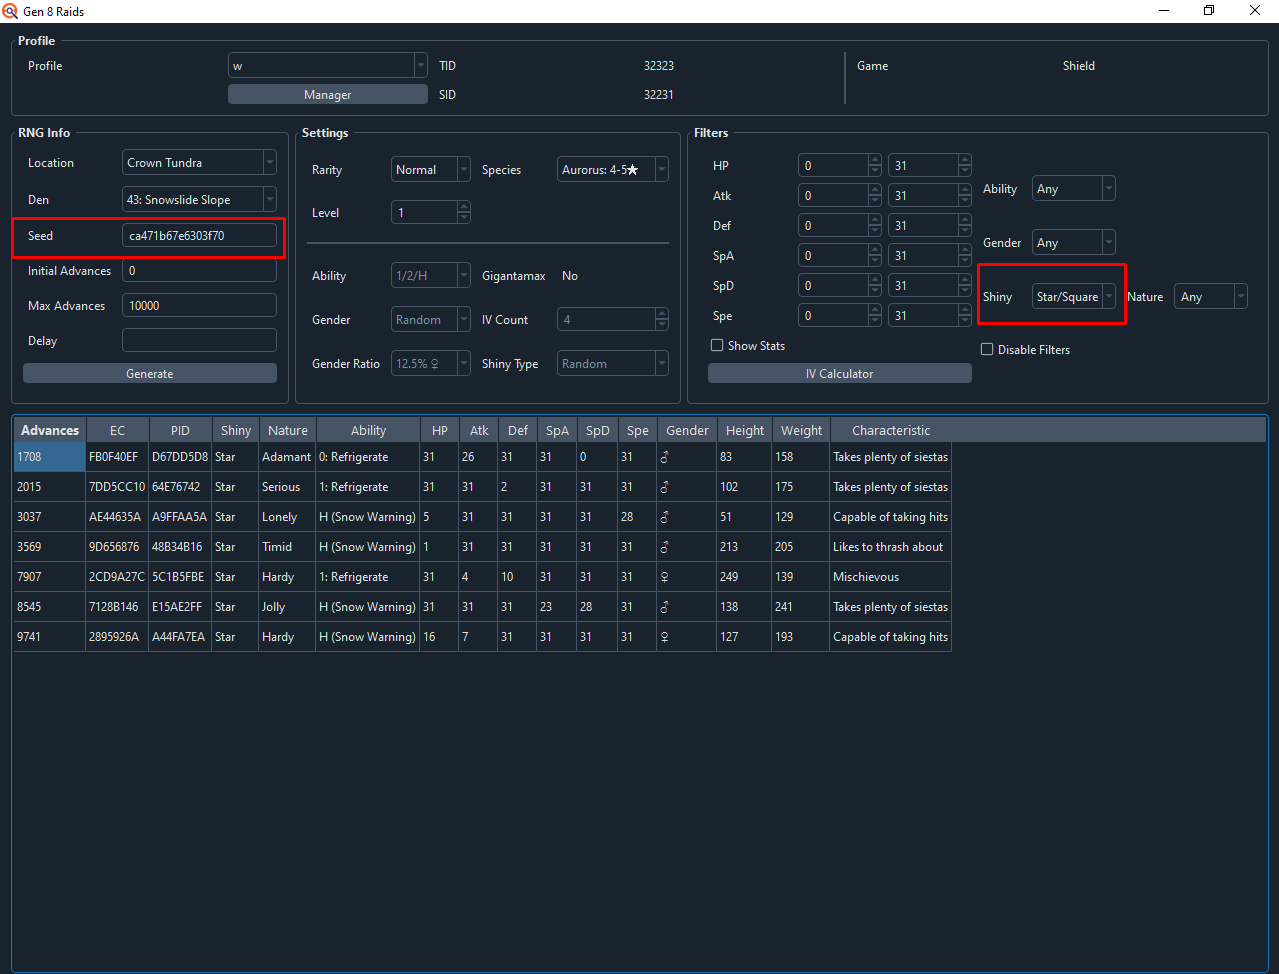 Gen 8 Raids
Profile
Profile w TID 32323 Game Shield
Manager SID 32231
RNG Info
Location Crown Tundra
Den 43: Snowslide Slope
Seed ca471b67e6303f70
Initial Advances 0
Max Advances 10000
Delay
Generate
Settings
Rarity Normal Species Aurorus: 4-5★
Level 1
Ability 1/2/H Gigantamax No
Gender Random IV Count 4
Gender Ratio 12.5% ♀ Shiny Type Random
Filters
HP 0 31
Atk 0 31
Def 0 31
SpA 0 31
SpD 0 31
Spe 0 31
Show Stats
IV Calculator
Ability Any
Gender Any
Shiny Star/Square Nature Any
Disable Filters
Advances EC PID Shiny Nature Ability HP Atk Def SpA SpD Spe Gender Height Weight Characteristic
1708 FB0F40EF D67DD5D8 Star Adamant 0: Refrigerate 31 26 31 31 0 31 ♂ 83 158 Takes plenty of siestas
2015 7DD5CC10 64E76742 Star Serious 1: Refrigerate 31 31 2 31 31 31 ♂ 102 175 Takes plenty of siestas
3037 AE44635A A9FFAA5A Star Lonely H (Snow Warning) 5 31 31 31 31 28 ♂ 51 129 Capable of taking hits
3569 9D656876 48B34B16 Star Timid H (Snow Warning) 1 31 31 31 31 31 ♂ 213 205 Likes to thrash about
7907 2CD9A27C 5C1B5FBE Star Hardy 1: Refrigerate 31 4 10 31 31 31 ♀ 249 139 Mischievous
8545 7128B146 E15AE2FF Star Jolly H (Snow Warning) 31 31 31 23 28 31 ♂ 138 241 Takes plenty of siestas
9741 2895926A A44FA7EA Star Hardy H (Snow Warning) 16 7 31 31 31 31 ♀ 127 193 Capable of taking hits